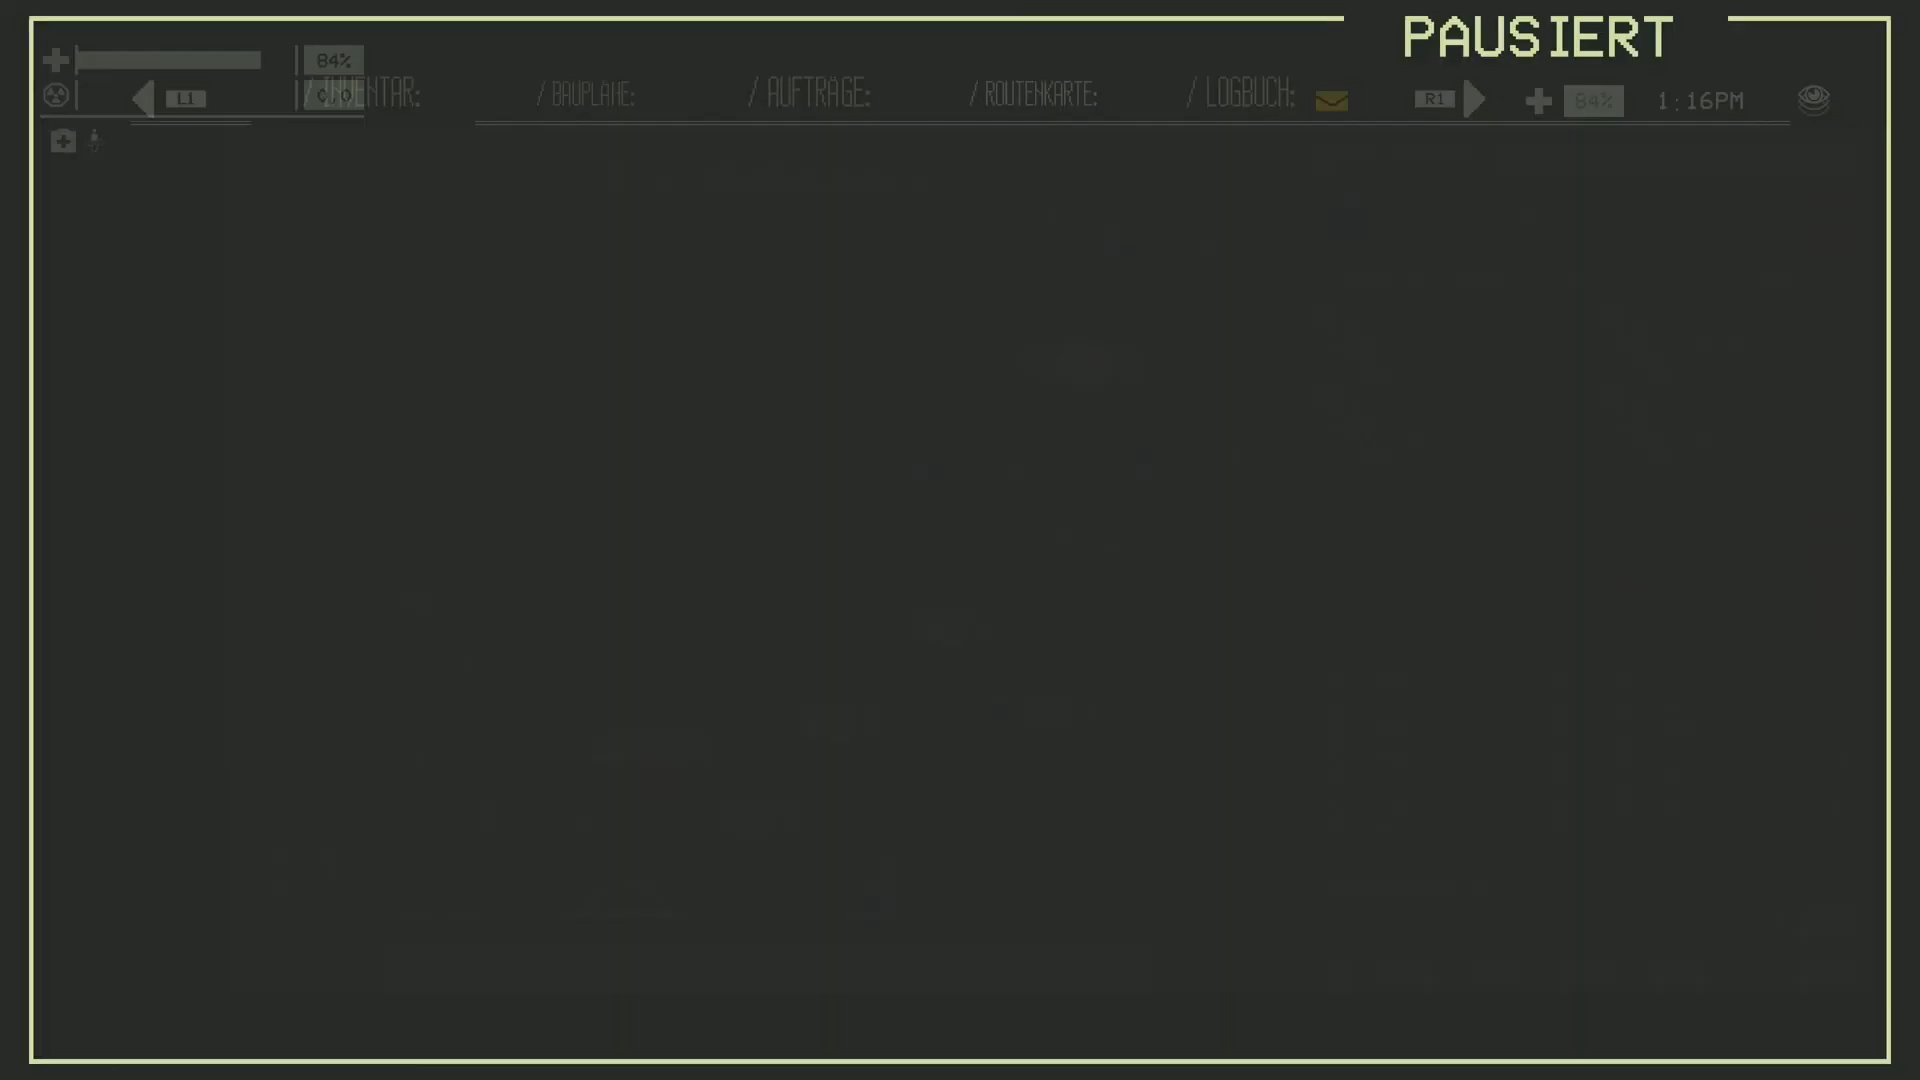 PAUSIERT
84%
L1
/ INVENTAR:
/ BAUPLÄNE:
/ AUFTRÄGE:
/ ROUTENKARTE:
/ LOGBUCH:
R1
84%
1:16PM